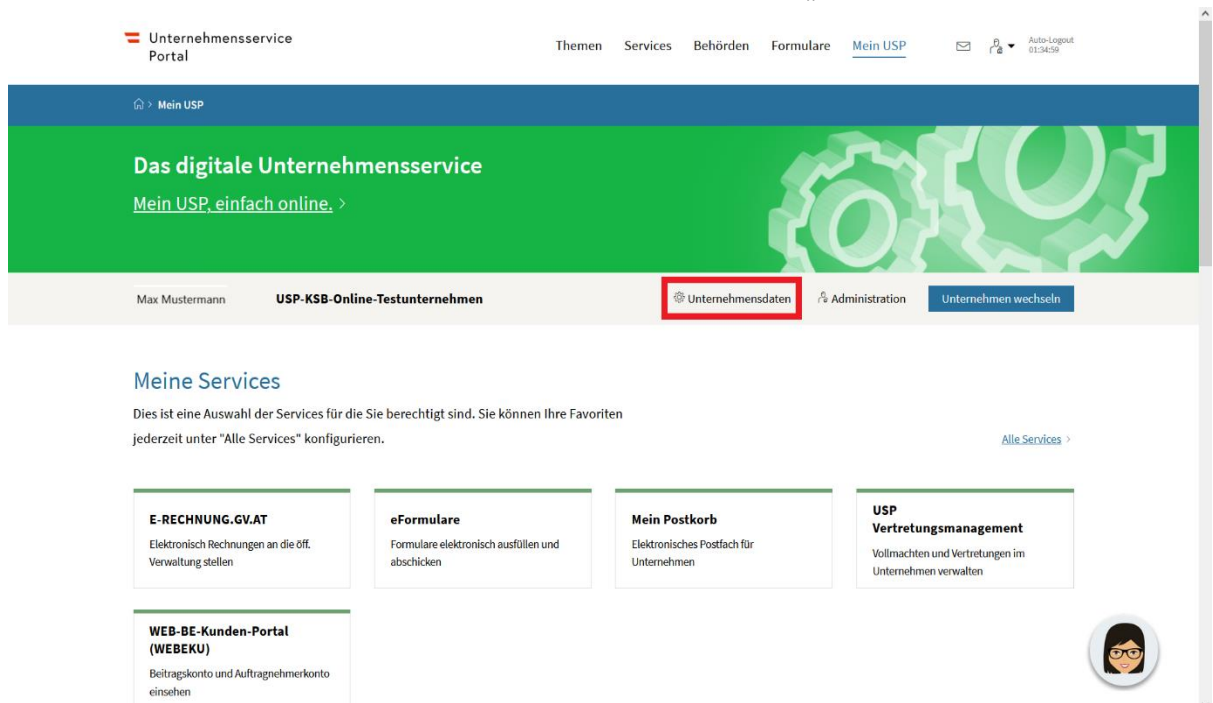 Unternehmensservice
Portal
Themen Services Behörden Formulare Mein USP
Auto-Logout
01:34:59
> Mein USP
Das digitale Unternehmensservice
Mein USP, einfach online. >
Max Mustermann USP-KSB-Online-Testunternehmen Unternehmensdaten Administration Unternehmen wechseln
Meine Services
Dies ist eine Auswahl der Services für die Sie berechtigt sind. Sie können Ihre Favoriten
jederzeit unter "Alle Services" konfigurieren.
Alle Services >
E-RECHNUNG.GV.AT
Elektronisch Rechnungen an die öff.
Verwaltung stellen
eFormulare
Formulare elektronisch ausfüllen und
abschicken
Mein Postkorb
Elektronisches Postfach für
Unternehmen
USP
Vertretungsmanagement
Vollmachten und Vertretungen im
Unternehmen verwalten
WEB-BE-Kunden-Portal
(WEBEKU)
Beitragskonto und Auftragnehmerkonto
einsehen